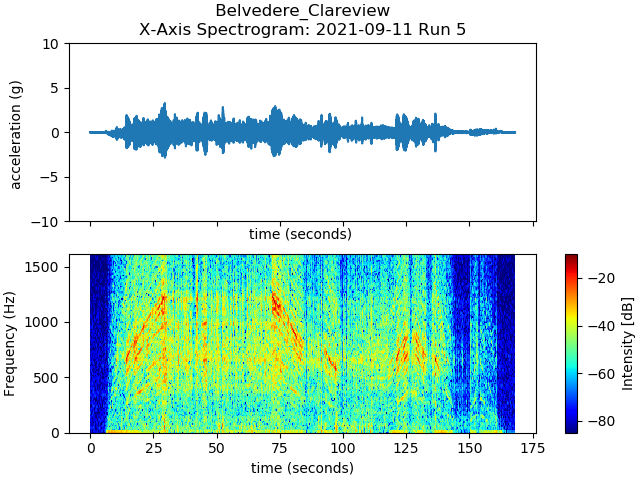 Belvedere_Clareview
X-Axis Spectrogram: 2021-09-11 Run 5
10
5
0
−5
−10
acceleration (g)
time (seconds)
1500
1000
500
0
Frequency (Hz)
0 25 50 75 100 125 150 175
time (seconds)
−20
−40
−60
−80
Intensity [dB]